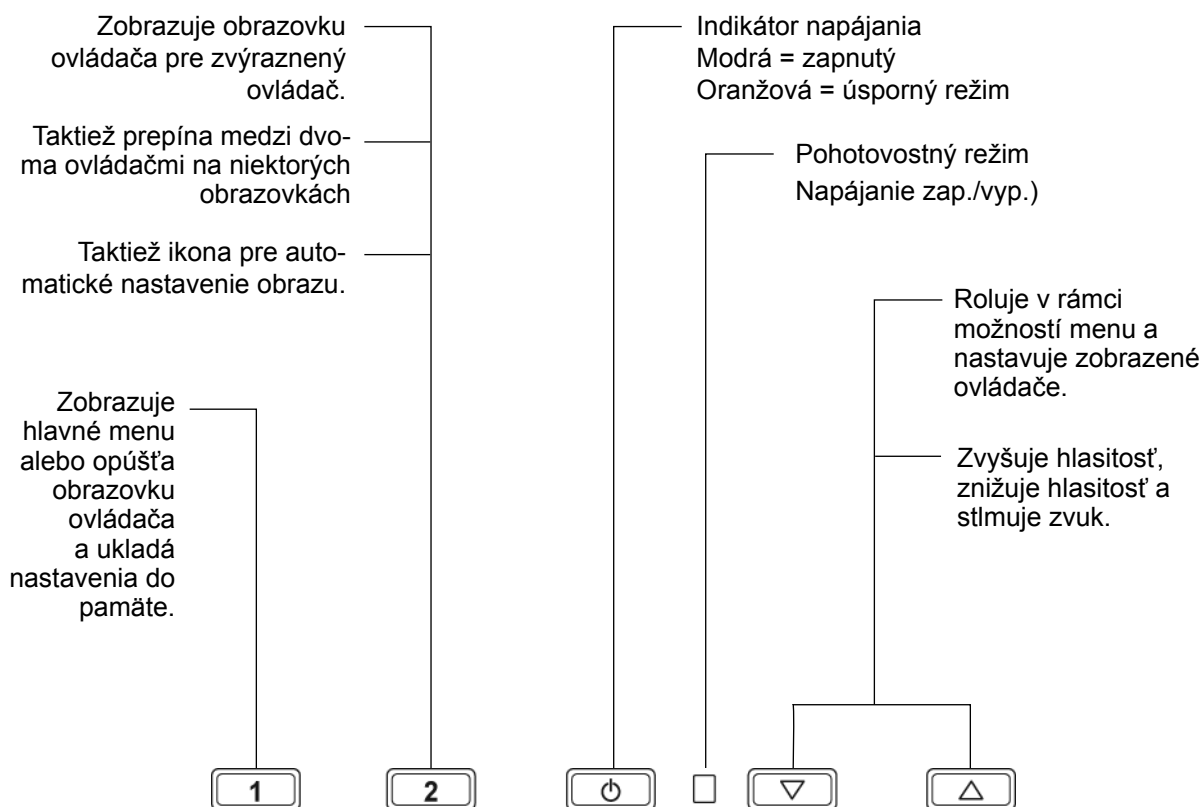 Zobrazuje obrazovku
ovládača pre zvýraznený
ovládač.
Taktiež prepína medzi dvo-
ma ovládačmi na niektorých
obrazovkách
Taktiež ikona pre auto-
matické nastavenie obrazu.
Zobrazuje
hlavné menu
alebo opúšťa
obrazovku
ovládača
a ukladá
nastavenia do
pamäte.
Indikátor napájania
Modrá = zapnutý
Oranžová = úsporný režim
Pohotovostný režim
Napájanie zap./vyp.)
Roluje v rámci
možností menu a
nastavuje zobrazené
ovládače.
Zvyšuje hlasitosť,
znižuje hlasitosť a
stlmuje zvuk.
1 2